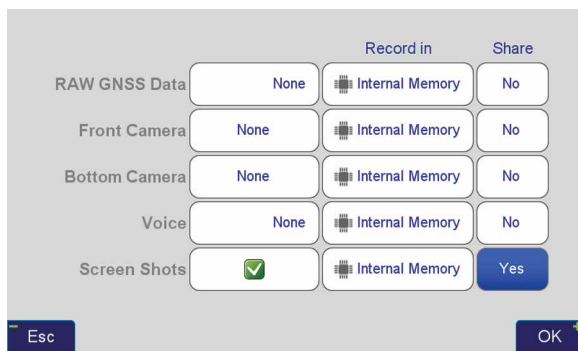 Record in Share
RAW GNSS Data None Internal Memory No
Front Camera None Internal Memory No
Bottom Camera None Internal Memory No
Voice None Internal Memory No
Screen Shots Internal Memory Yes
Esc OK